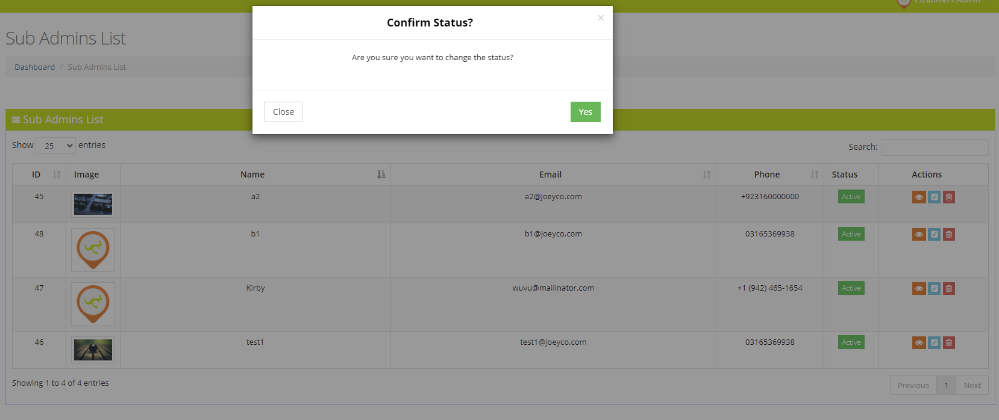 Customers Admin
Confirm Status?
×
Sub Admins List
Are you sure you want to change the status?
Dashboard / Sub Admins List
Close Yes
Sub Admins List
Show 25 entries Search:
ID Image Name Email Phone Status Actions
45 a2 a2@joeyco.com +923160000000 Active
48 b1 b1@joeyco.com 03165369938 Active
47 Kirby wuvu@mailinator.com +1 (942) 465-1654 Active
46 test1 test1@joeyco.com 03165369938 Active
Showing 1 to 4 of 4 entries Previous 1 Next